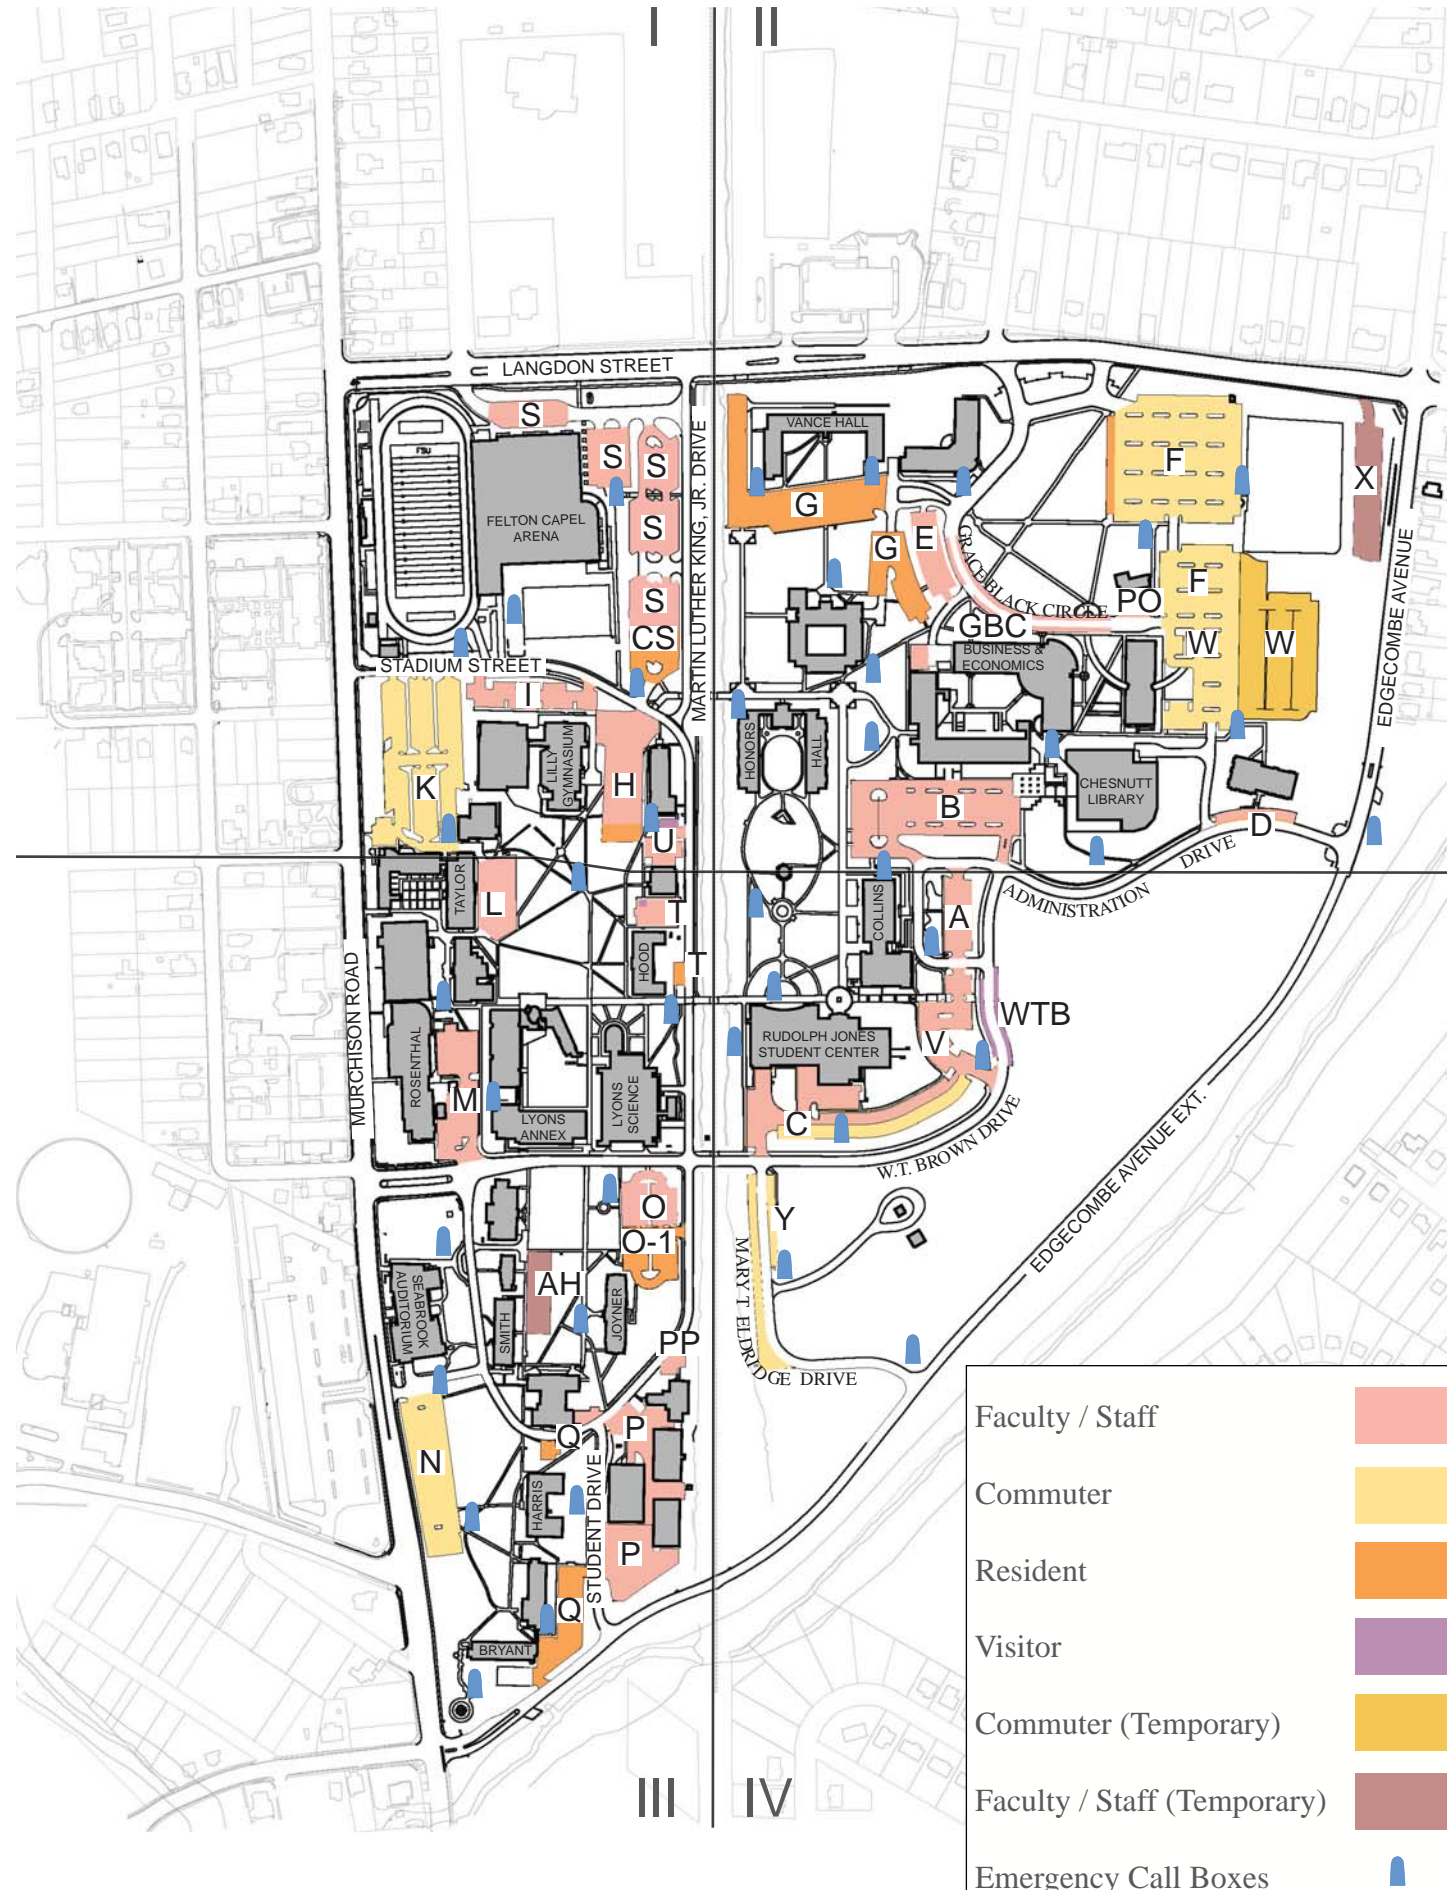 I
II
LANGDON STREET
S
FSU
FELTON CAPEL
ARENA
S
S
S
S
CS
MARTIN LUTHER KING, JR. DRIVE
VANCE HALL
G
G
E
GRACE BLACK CIRCLE
PO
GBC
F
X
F
W
W
BUSINESS &
ECONOMICS
EDGECOMBE AVENUE
STADIUM STREET
I
K
LILLY
GYMNASIUM
H
U
HONORS
HALL
B
CHESNUTT
LIBRARY
D
ADMINISTRATION DRIVE
TAYLOR
L
T
HOOD
T
COLLINS
A
MURCHISON ROAD
ROSENTHAL
M
LYONS
ANNEX
LYONS
SCIENCE
RUDOLPH JONES
STUDENT CENTER
V
WTB
C
W.T. BROWN DRIVE
EDGECOMBE AVENUE EXT.
O
O-1
AH
SEABROOK
AUDITORIUM
SMITH
JOYNER
PP
Y
MARY T ELDRIDGE DRIVE
N
Q
P
HARRIS
STUDENT DRIVE
P
Q
BRYANT
III
IV
Faculty / Staff
Commuter
Resident
Visitor
Commuter (Temporary)
Faculty / Staff (Temporary)
Emergency Call Boxes